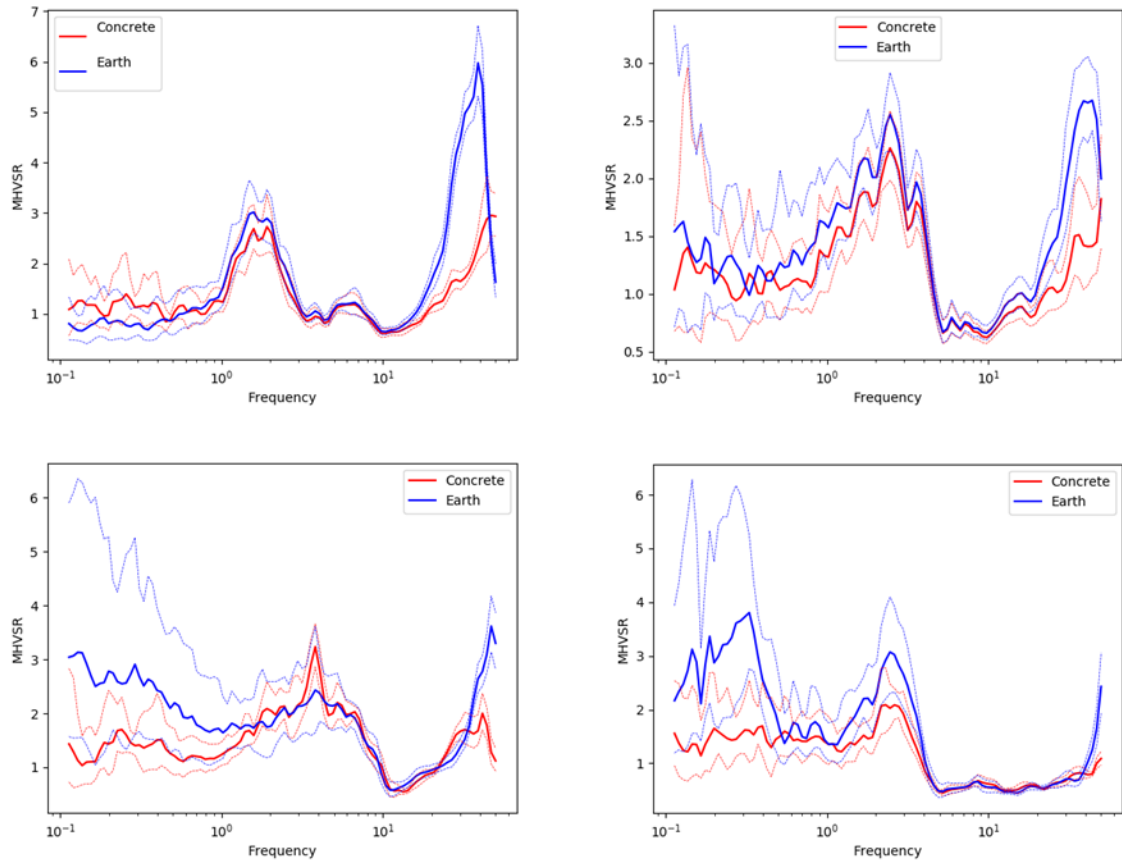 Concrete
Earth
7
6
5
4
3
2
1
MHVSR
10⁻¹
10⁰
10¹
Frequency
Concrete
Earth
3.0
2.5
2.0
1.5
1.0
0.5
MHVSR
10⁻¹
10⁰
10¹
Frequency
Concrete
Earth
6
5
4
3
2
1
MHVSR
10⁻¹
10⁰
10¹
Frequency
Concrete
Earth
6
5
4
3
2
1
MHVSR
10⁻¹
10⁰
10¹
Frequency